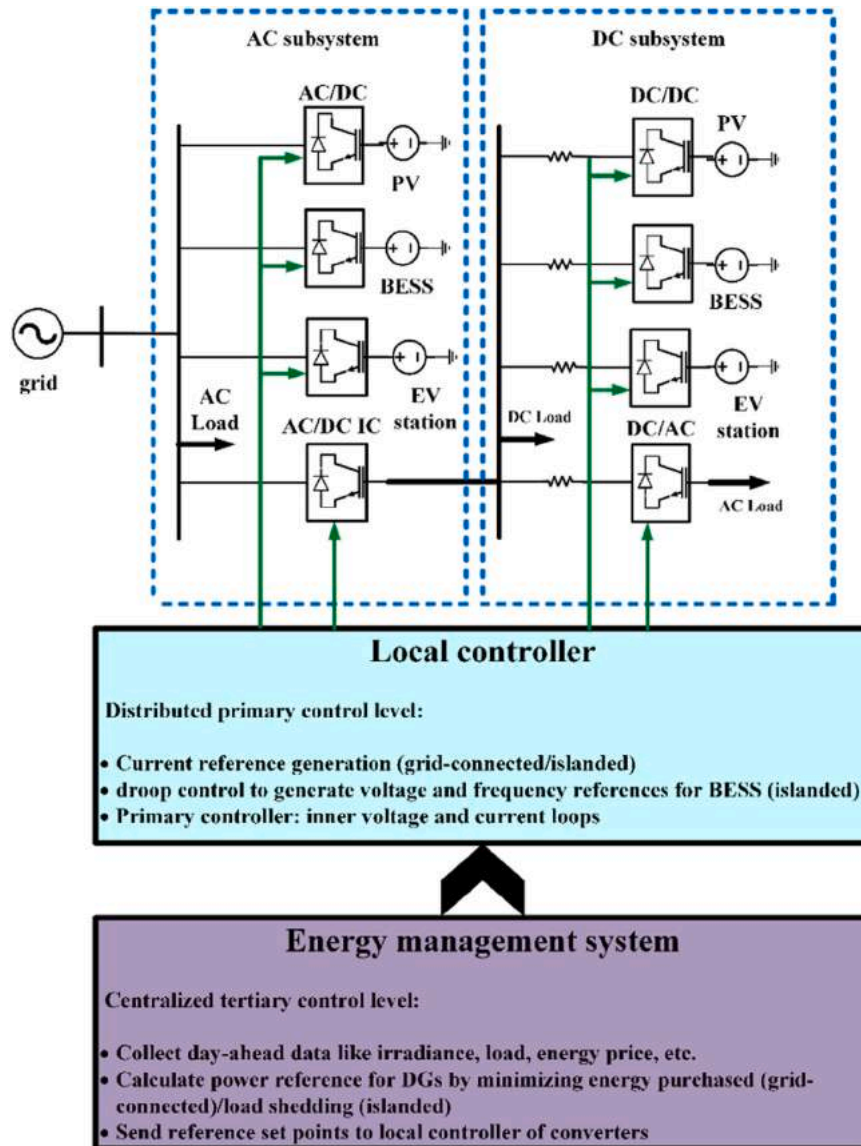 AC subsystem
DC subsystem
AC/DC
PV
BESS
EV
station
AC/DC IC
grid
AC
Load
DC/DC
PV
BESS
EV
station
DC Load
DC/AC
AC Load
Local controller
Distributed primary control level:
• Current reference generation (grid-connected/islanded)
• droop control to generate voltage and frequency references for BESS (islanded)
• Primary controller: inner voltage and current loops
Energy management system
Centralized tertiary control level:
• Collect day-ahead data like irradiance, load, energy price, etc.
• Calculate power reference for DGs by minimizing energy purchased (grid-
connected)/load shedding (islanded)
• Send reference set points to local controller of converters